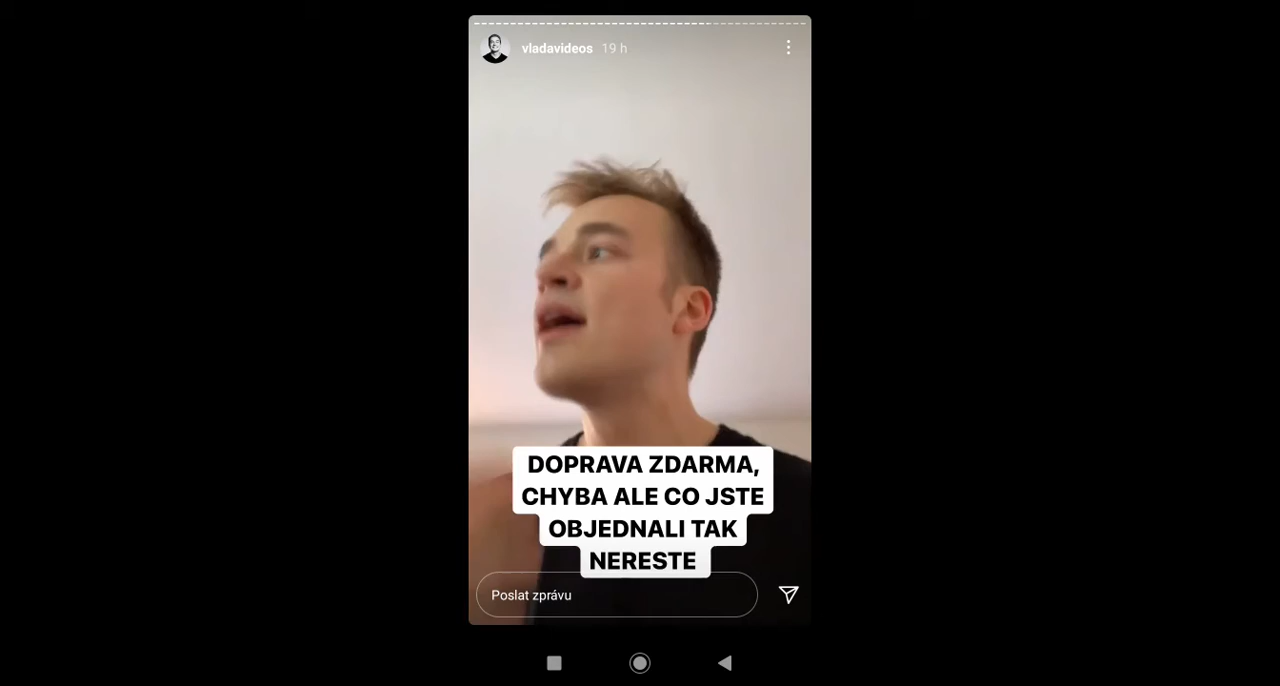 vladavideos 19 h
DOPRAVA ZDARMA,
CHYBA ALE CO JSTE
OBJEDNALI TAK
NERESTE
Poslat zprávu